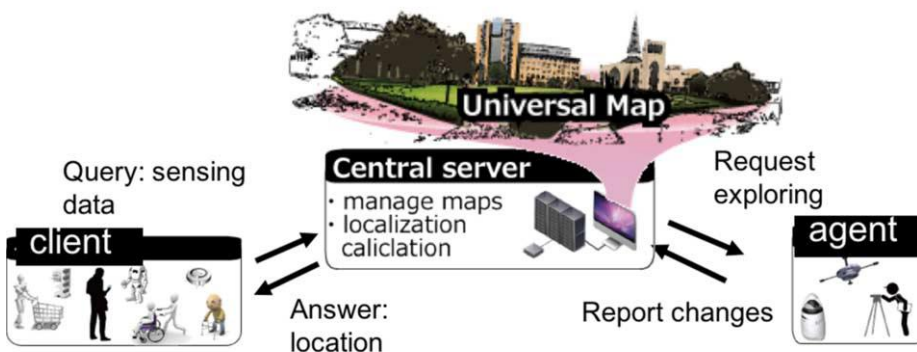 Universal Map
Central server
· manage maps
· localization
caliclation
Query: sensing
data
client
Answer:
location
Request
exploring
agent
Report changes